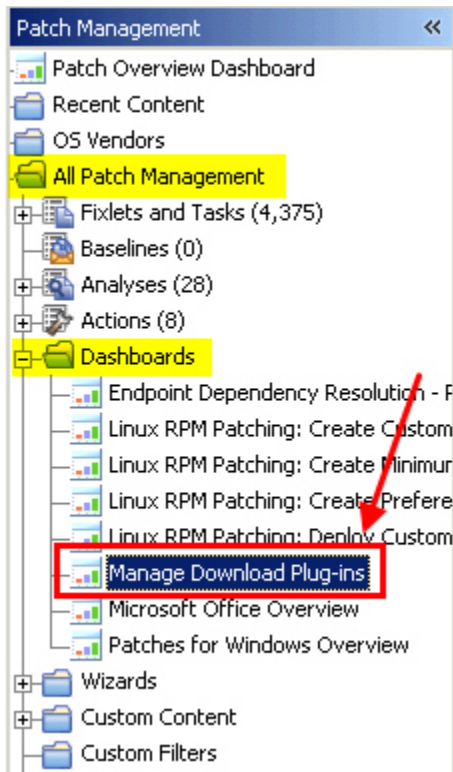 Patch Management «
Patch Overview Dashboard
Recent Content
OS Vendors
All Patch Management
Fixlets and Tasks (4,375)
Baselines (0)
Analyses (28)
Actions (8)
Dashboards
Endpoint Dependency Resolution -
Linux RPM Patching: Create Custom
Linux RPM Patching: Create Minimur
Linux RPM Patching: Create Prefere
Linux RPM Patching: Deploy Custom
Manage Download Plug-ins
Microsoft Office Overview
Patches for Windows Overview
Wizards
Custom Content
Custom Filters